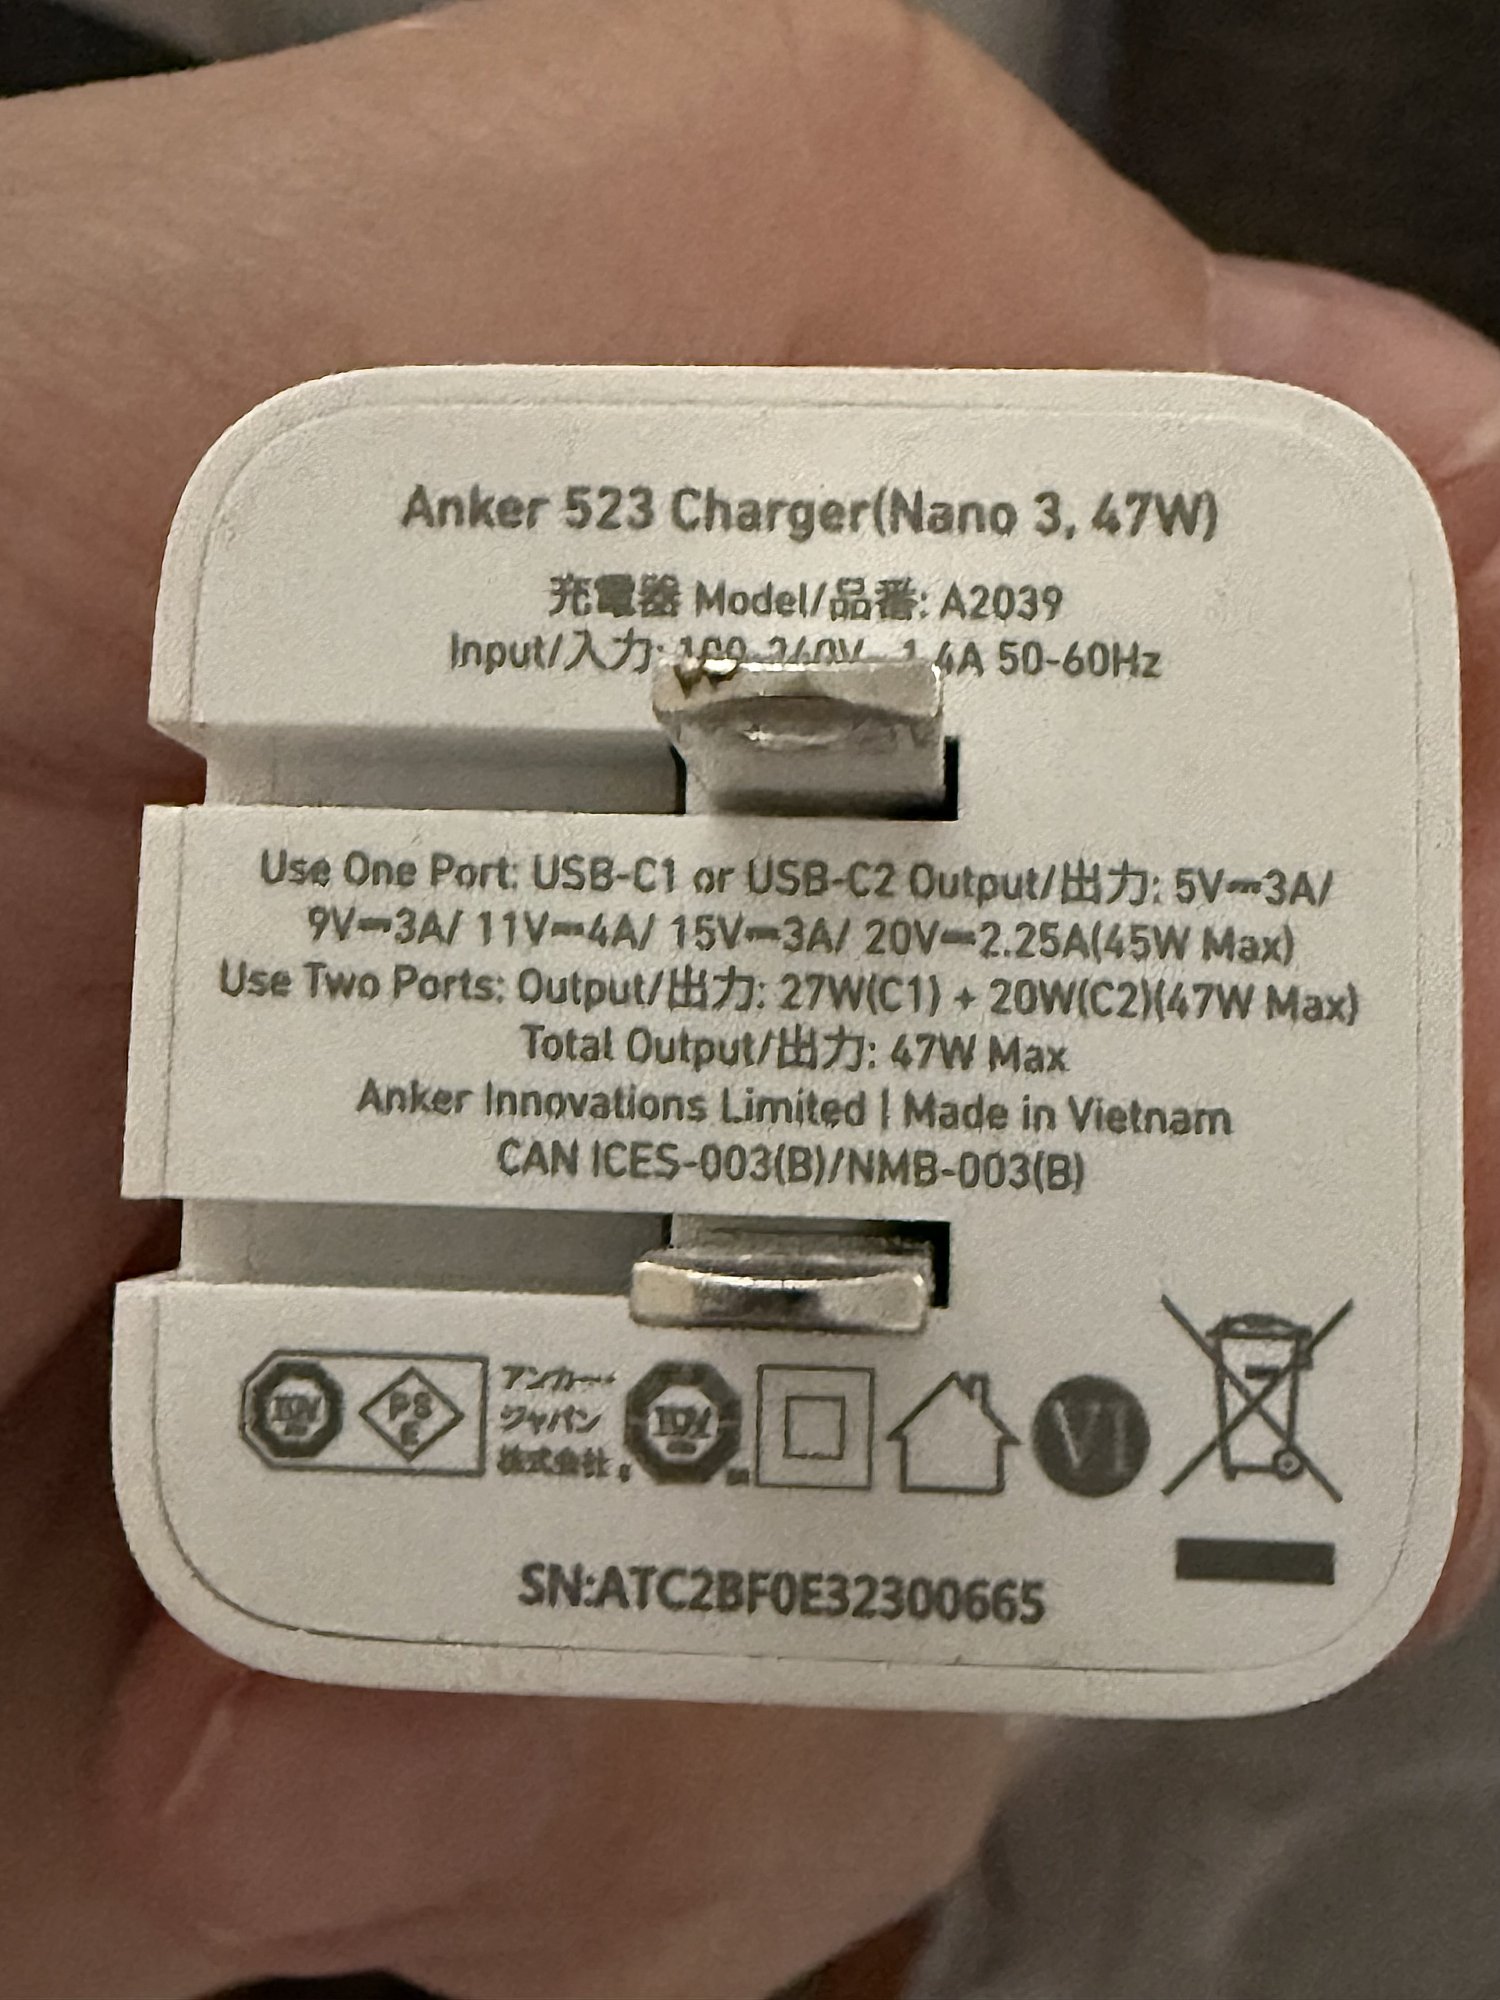 Anker 523 Charger(Nano 3, 47W)
充電器 Model/品番: A2039
Input/入力: 100-240V 1.4A 50-60Hz
Use One Port: USB-C1 or USB-C2 Output/出力: 5V⎓3A/
9V⎓3A/ 11V⎓4A/ 15V⎓3A/ 20V⎓2.25A(45W Max)
Use Two Ports: Output/出力: 27W(C1) + 20W(C2)(47W Max)
Total Output/出力: 47W Max
Anker Innovations Limited | Made in Vietnam
CAN ICES-003(B)/NMB-003(B)
PS
E
アンカー・
ジャパン
株式会社
VI
SN:ATC2BF0E32300665